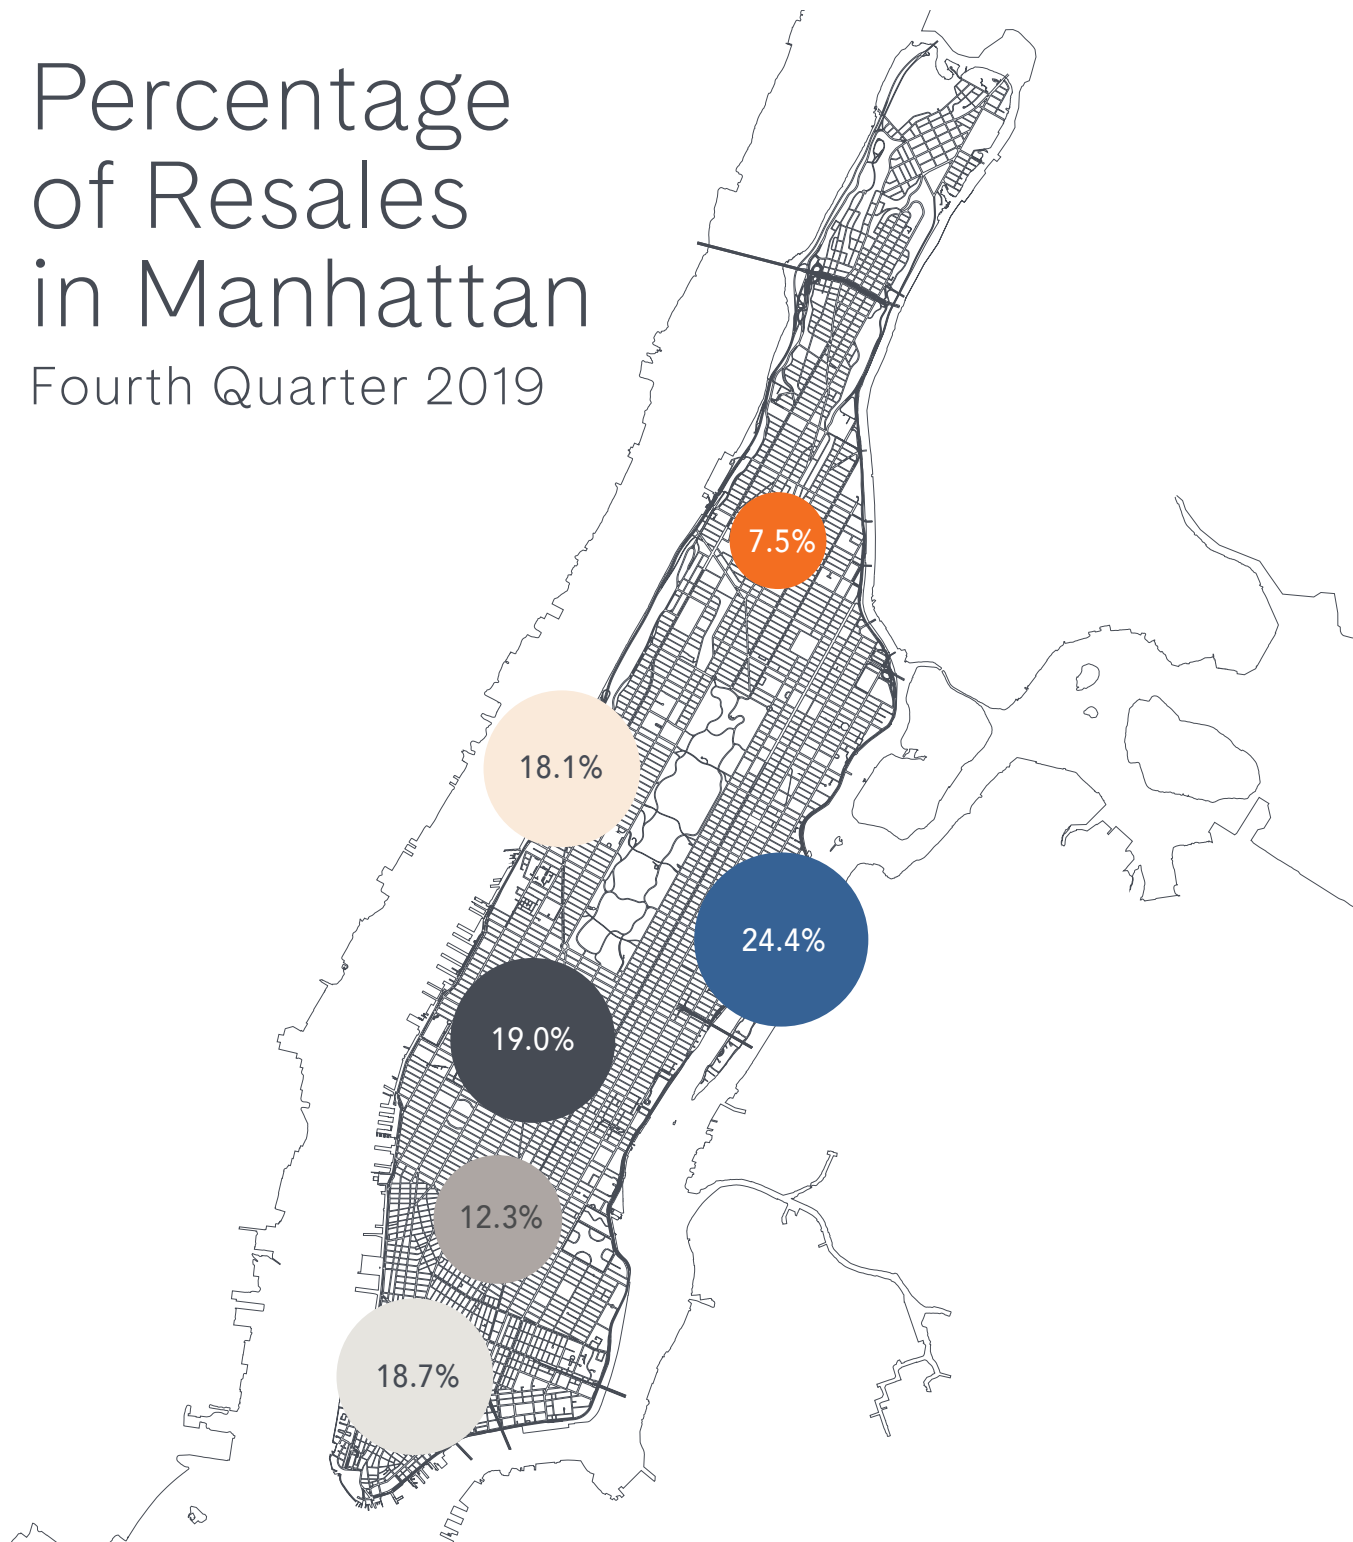 Percentage
of Resales
in Manhattan
Fourth Quarter 2019
7.5%
18.1%
24.4%
19.0%
12.3%
18.7%